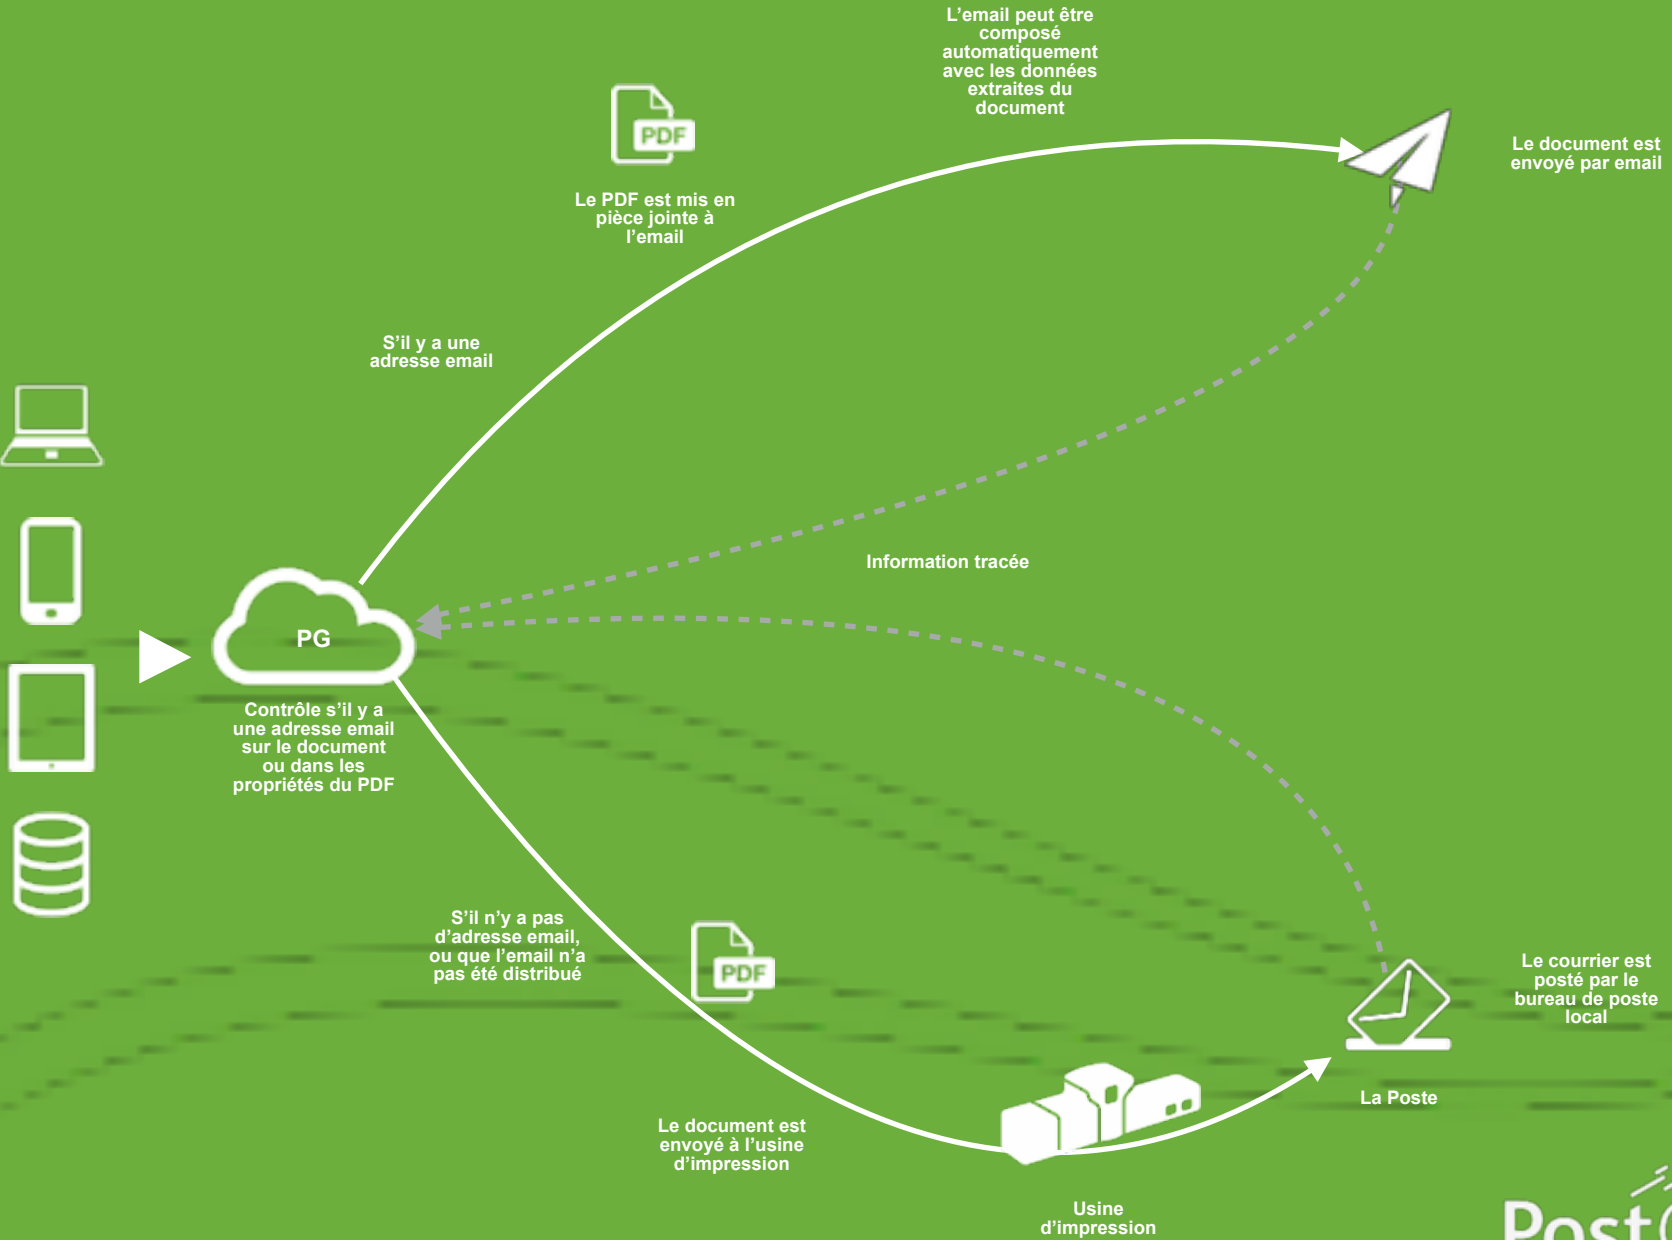 L’email peut être
composé
automatiquement
avec les données
extraites du
document
PDF
Le document est
envoyé par email
Le PDF est mis en
pièce jointe à
l’email
S’il y a une
adresse email
Information tracée
PG
Contrôle s’il y a
une adresse email
sur le document
ou dans les
propriétés du PDF
S’il n’y a pas
d’adresse email,
ou que l’email n’a
pas été distribué
PDF
Le courrier est
posté par le
bureau de poste
local
La Poste
Le document est
envoyé à l’usine
d’impression
Usine
d’impression
Post